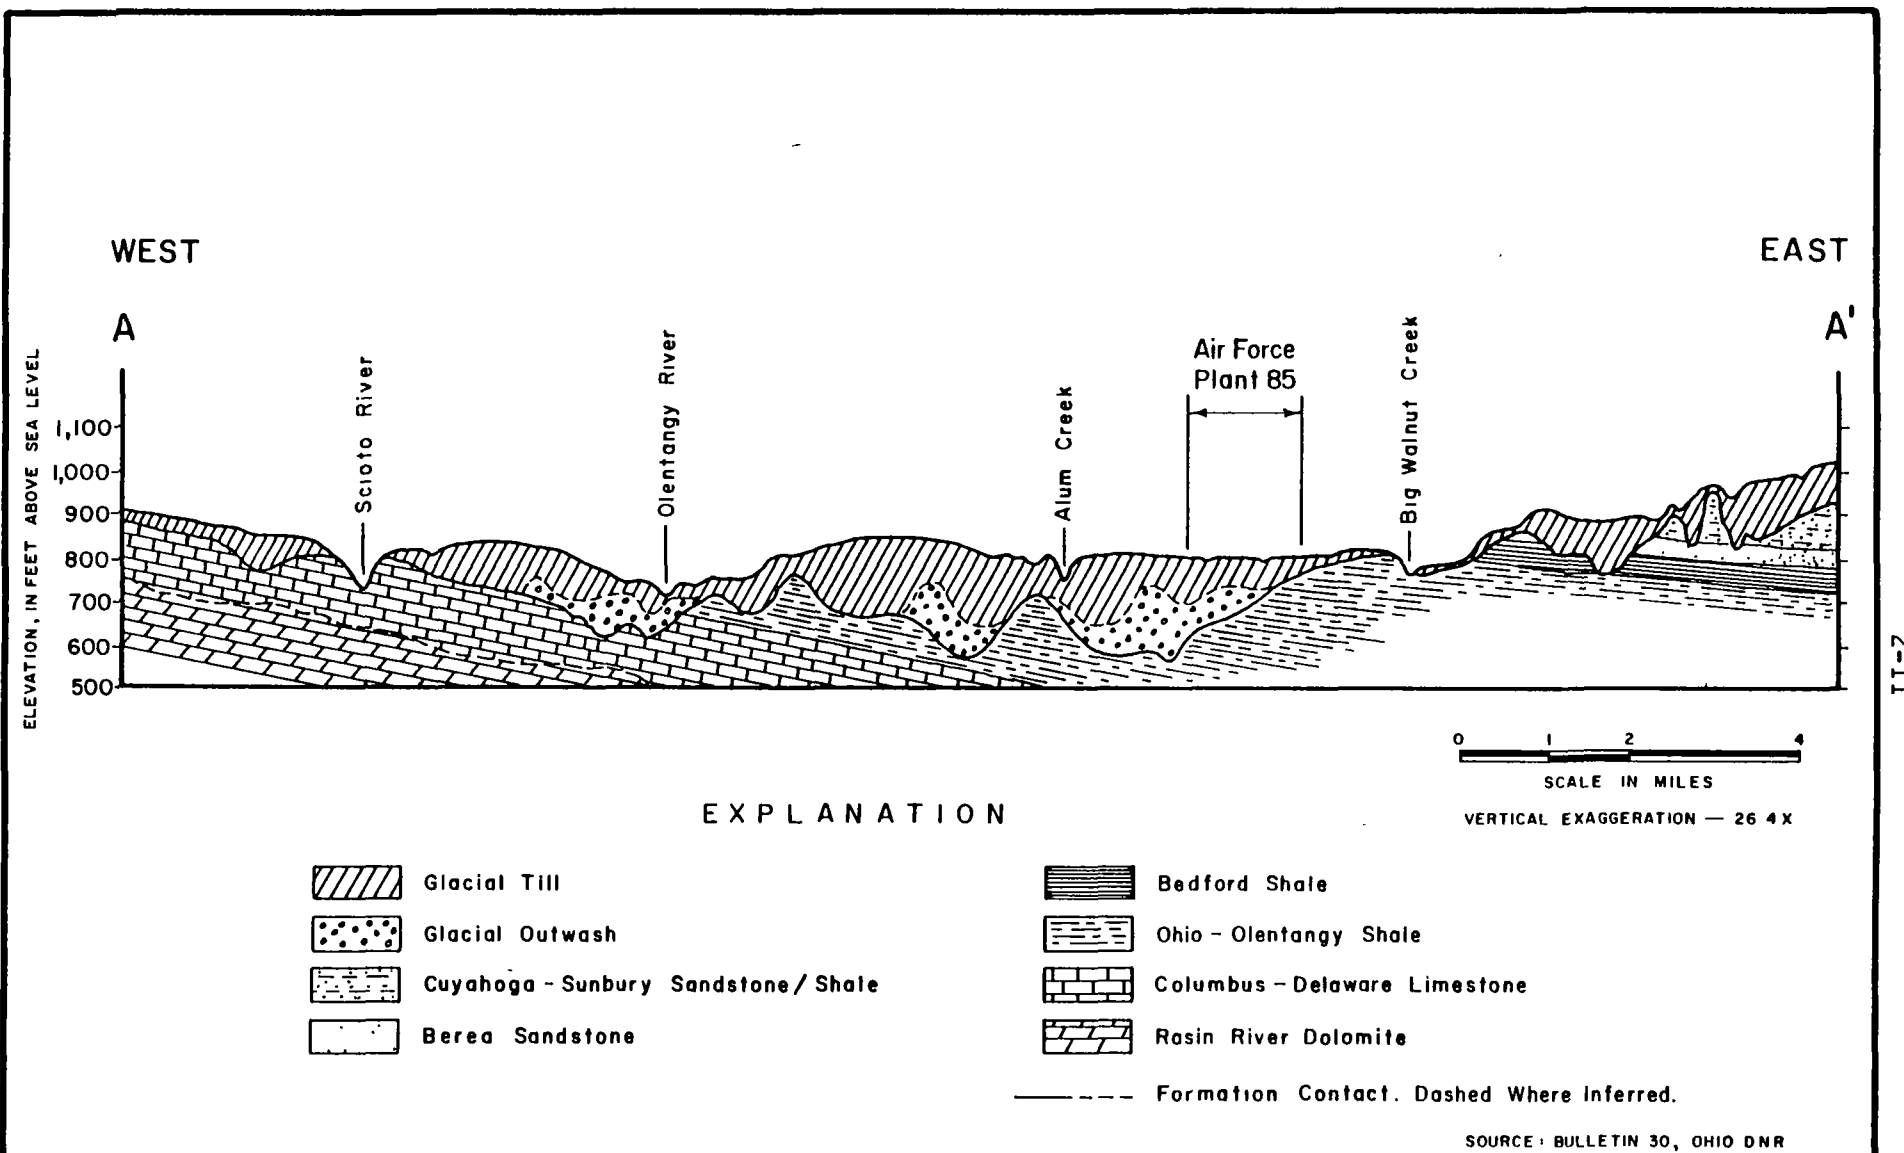 WEST
EAST
A
A'
ELEVATION, IN FEET ABOVE SEA LEVEL
1,100
1,000
900
800
700
600
500
Scioto River
Olentangy River
Alum Creek
Air Force
Plant 85
Big Walnut Creek
II-7
0 1 2 4
SCALE IN MILES
VERTICAL EXAGGERATION — 26 4 X
EXPLANATION
Glacial Till
Glacial Outwash
Cuyahoga - Sunbury Sandstone / Shale
Berea Sandstone
Bedford Shale
Ohio - Olentangy Shale
Columbus - Delaware Limestone
Rasin River Dolomite
Formation Contact. Dashed Where Inferred.
SOURCE: BULLETIN 30, OHIO DNR